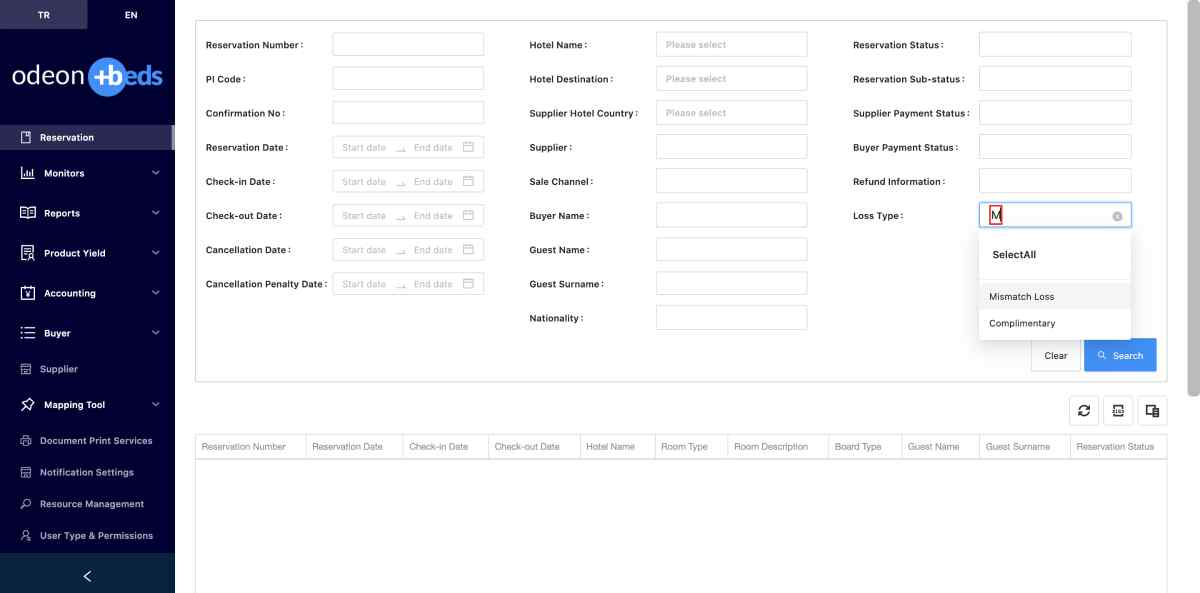 TR
EN
odeon +beds
Reservation
Monitors
Reports
Product Yield
Accounting
Buyer
Supplier
Mapping Tool
Document Print Services
Notification Settings
Resource Management
User Type & Permissions
Reservation Number :
PI Code :
Confirmation No :
Reservation Date : Start date End date
Check-in Date : Start date End date
Check-out Date : Start date End date
Cancellation Date : Start date End date
Cancellation Penalty Date : Start date End date
Hotel Name : Please select
Hotel Destination : Please select
Supplier Hotel Country : Please select
Supplier :
Sale Channel :
Buyer Name :
Guest Name :
Guest Surname :
Nationality :
Reservation Status :
Reservation Sub-status :
Supplier Payment Status :
Buyer Payment Status :
Refund Information :
Loss Type : M
SelectAll
Mismatch Loss
Complimentary
Clear
Search
Reservation Number Reservation Date Check-in Date Check-out Date Hotel Name Room Type Room Description Board Type Guest Name Guest Surname Reservation Status